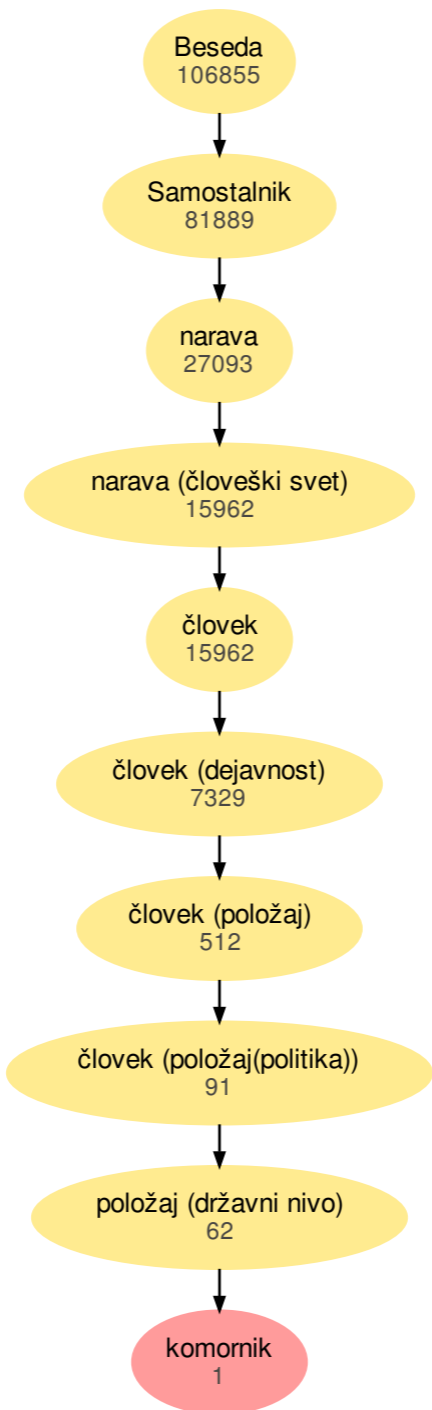 Beseda
106855
Samostalnik
81889
narava
27093
narava (človeški svet)
15962
človek
15962
človek (dejavnost)
7329
človek (položaj)
512
človek (položaj(politika))
91
položaj (državni nivo)
62
komornik
1